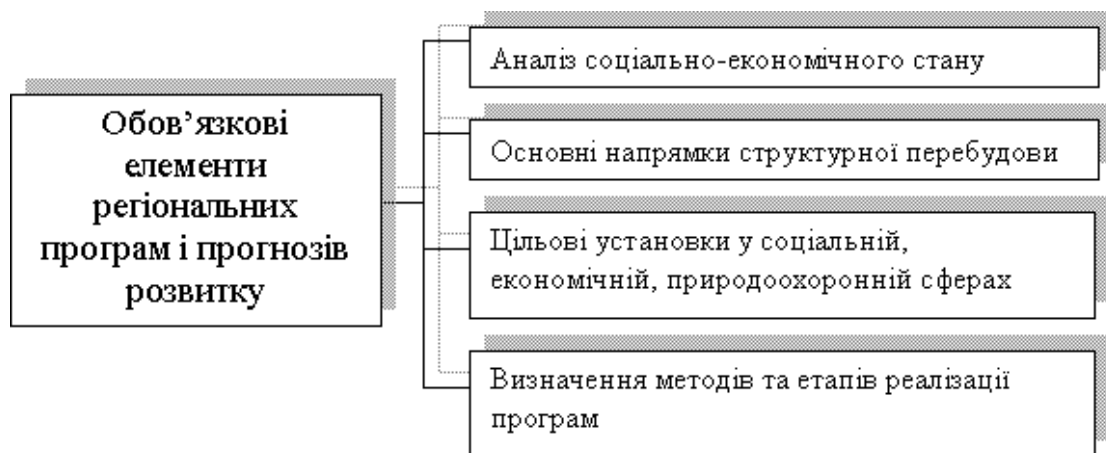 Обов’язкові
елементи
регіональних
програм і прогнозів
розвитку
Аналіз соціально-економічного стану
Основні напрямки структурної перебудови
Цільові установки у соціальній,
економічній, природоохоронній сферах
Визначення методів та етапів реалізації
програм